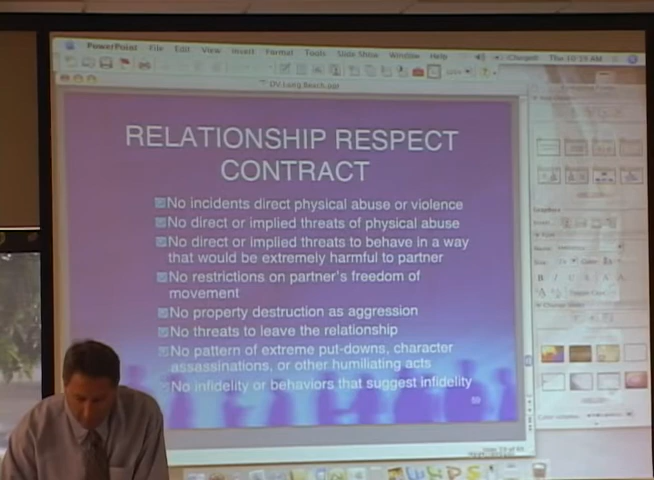 PowerPoint File Edit View Insert Format Tools Slide Show Window Help
DV Long Beach.ppt
RELATIONSHIP RESPECT
CONTRACT
No incidents direct physical abuse or violence
No direct or implied threats of physical abuse
No direct or implied threats to behave in a way
that would be extremely harmful to partner
No restrictions on partner's freedom of
movement
No property destruction as aggression
No threats to leave the relationship
No pattern of extreme put-downs, character
assassinations, or other humiliating acts
No infidelity or behaviors that suggest infidelity